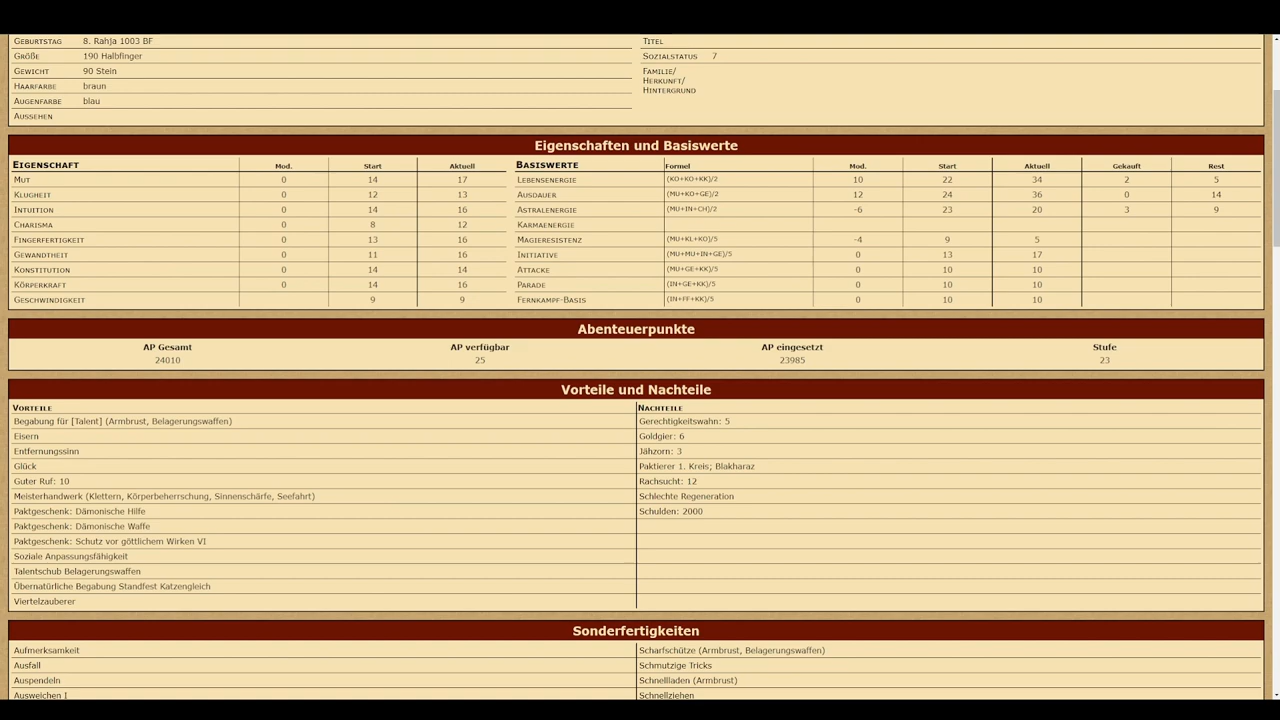 GEBURTSTAG 8. Rahja 1003 BF TITEL
GRÖßE 190 Halbfinger SOZIALSTATUS 7
GEWICHT 90 Stein FAMILIE/
HERKUNFT/
HINTERGRUND
HAARFARBE braun
AUGENFARBE blau
AUSSEHEN
Eigenschaften und Basiswerte
EIGENSCHAFT Mod. Start Aktuell BASISWERTE Formel Mod. Start Aktuell Gekauft Rest
MUT 0 14 17 LEBENSENERGIE (KO+KO+KK)/2 10 22 34 2 5
KLUGHEIT 0 12 13 AUSDAUER (MU+KO+GE)/2 12 24 36 0 14
INTUITION 0 14 16 ASTRALENERGIE (MU+IN+CH)/2 -6 23 20 3 9
CHARISMA 0 8 12 KARMAENERGIE
FINGERFERTIGKEIT 0 13 16 MAGIERESISTENZ (MU+KL+KO)/5 -4 9 5
GEWANDTHEIT 0 11 16 INITIATIVE (MU+MU+IN+GE)/5 0 13 17
KONSTITUTION 0 14 14 ATTACKE (MU+GE+KK)/5 0 10 10
KÖRPERKRAFT 0 14 16 PARADE (IN+GE+KK)/5 0 10 10
GESCHWINDIGKEIT 9 9 FERNKAMPF-BASIS (IN+FF+KK)/5 0 10 10
Abenteuerpunkte
AP Gesamt AP verfügbar AP eingesetzt Stufe
24010 25 23985 23
Vorteile und Nachteile
VORTEILE NACHTEILE
Begabung für [Talent] (Armbrust, Belagerungswaffen) Gerechtigkeitswahn: 5
Eisern Goldgier: 6
Entfernungssinn Jähzorn: 3
Glück Paktierer 1. Kreis; Blakharaz
Guter Ruf: 10 Rachsucht: 12
Meisterhandwerk (Klettern, Körperbeherrschung, Sinnenschärfe, Seefahrt) Schlechte Regeneration
Paktgeschenk: Dämonische Hilfe Schulden: 2000
Paktgeschenk: Dämonische Waffe
Paktgeschenk: Schutz vor göttlichem Wirken VI
Soziale Anpassungsfähigkeit
Talentschub Belagerungswaffen
Übernatürliche Begabung Standfest Katzengleich
Viertelzauberer
Sonderfertigkeiten
Aufmerksamkeit Scharfschütze (Armbrust, Belagerungswaffen)
Ausfall Schmutzige Tricks
Auspendeln Schnellladen (Armbrust)
Ausweichen I Schnellziehen